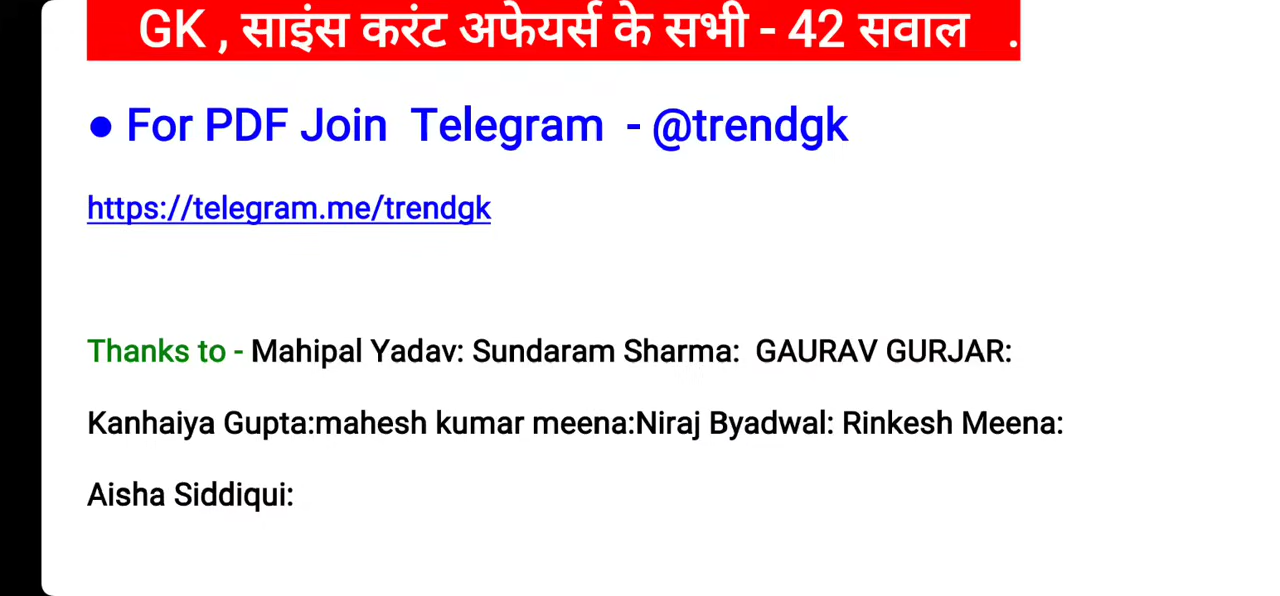 GK , साइंस करंट अफेयर्स के सभी - 42 सवाल .
● For PDF Join Telegram - @trendgk
https://telegram.me/trendgk
Thanks to - Mahipal Yadav: Sundaram Sharma: GAURAV GURJAR:
Kanhaiya Gupta:mahesh kumar meena:Niraj Byadwal: Rinkesh Meena:
Aisha Siddiqui: